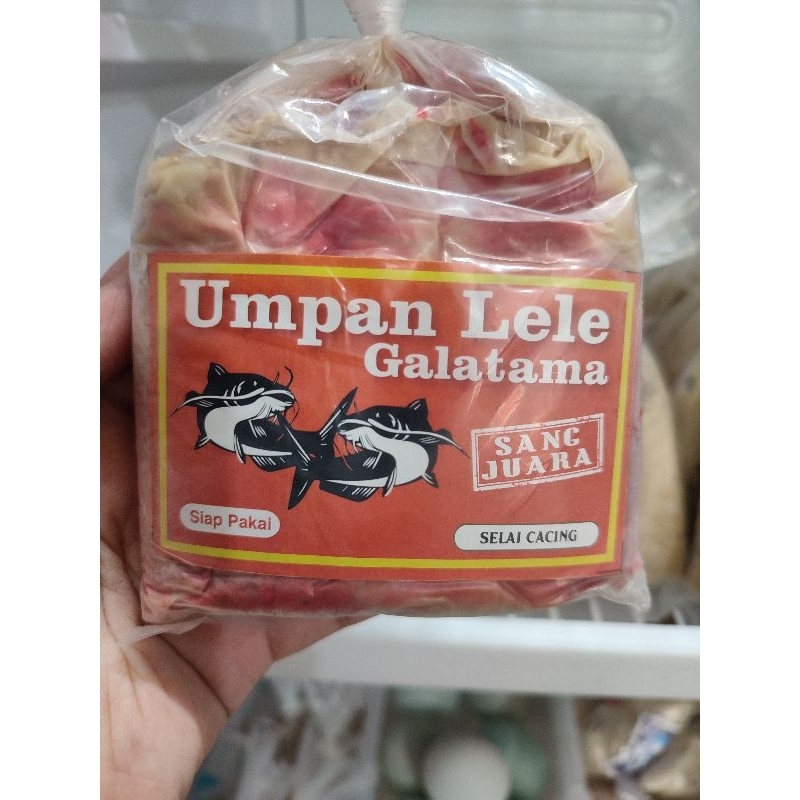 Umpan Lele
Galatama
SANG
JUARA
Siap Pakai
SELAI CACING